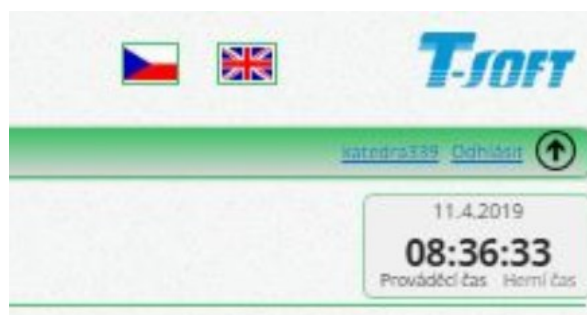 T-SOFT
katedra339 Odhlásit
11.4.2019
08:36:33
Prováděcí čas Herní čas